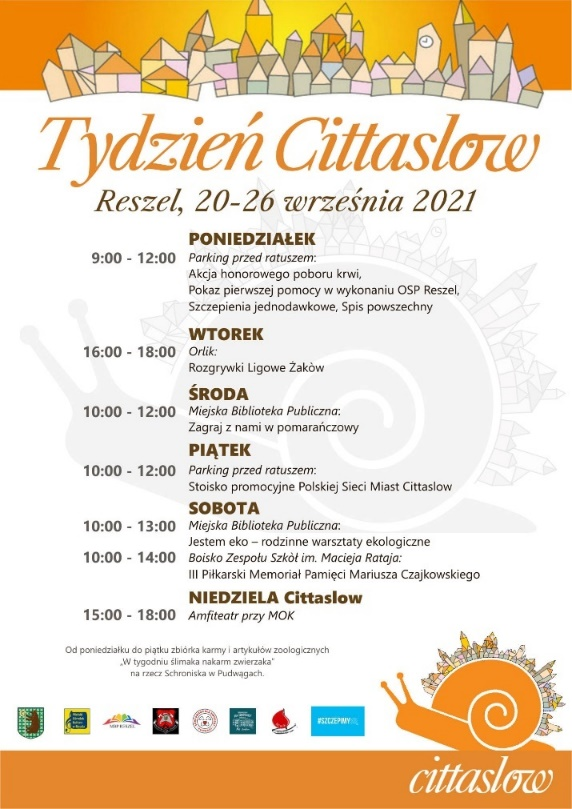 Tydzień Cittaslow
Reszel, 20-26 września 2021
PONIEDZIAŁEK
9:00 - 12:00 Parking przed ratuszem:
Akcja honorowego poboru krwi,
Pokaz pierwszej pomocy w wykonaniu OSP Reszel,
Szczepienia jednodawkowe, Spis powszechny
WTOREK
16:00 - 18:00 Orlik:
Rozgrywki Ligowe Żaków
ŚRODA
10:00 - 12:00 Miejska Biblioteka Publiczna:
Zagraj z nami w pomarańczowy
PIĄTEK
10:00 - 12:00 Parking przed ratuszem:
Stoisko promocyjne Polskiej Sieci Miast Cittaslow
SOBOTA
10:00 - 13:00 Miejska Biblioteka Publiczna:
Jestem eko – rodzinne warsztaty ekologiczne
10:00 - 14:00 Boisko Zespołu Szkół im. Macieja Rataja:
III Piłkarski Memoriał Pamięci Mariusza Czajkowskiego
NIEDZIELA Cittaslow
15:00 - 18:00 Amfiteatr przy MOK
Od poniedziałku do piątku zbiórka karmy i artykułów zoologicznych
„W tygodniu ślimaka nakarm zwierzaka"
na rzecz Schroniska w Pudwągach.
#SZCZEPIMYSIĘ
cittaslow